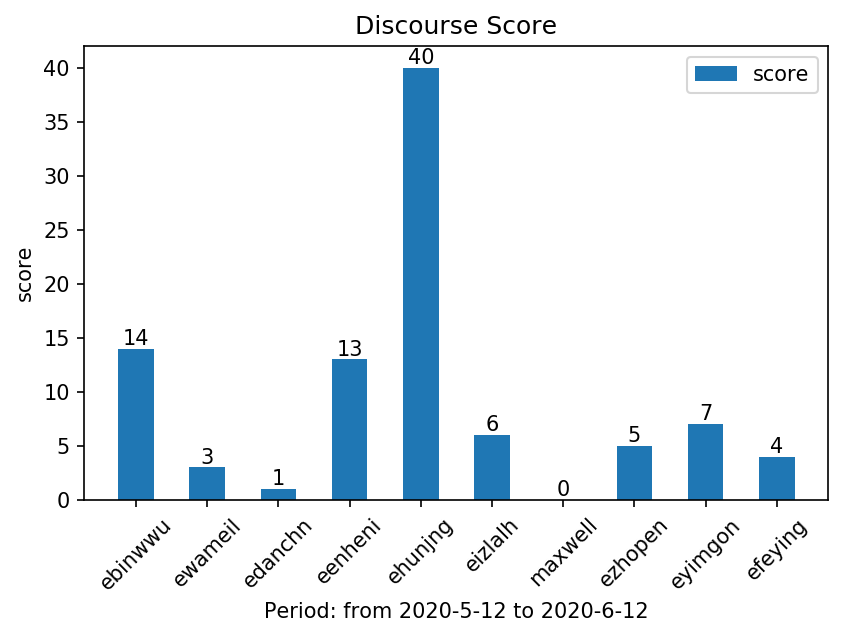 Discourse Score
score
40
35
30
25
20
15
10
5
0
score
14
3
1
13
40
6
0
5
7
4
ebinwwu
ewameil
edanchn
eenheni
ehunjng
eizlalh
maxwell
ezhopen
eyimgon
efeying
Period: from 2020-5-12 to 2020-6-12